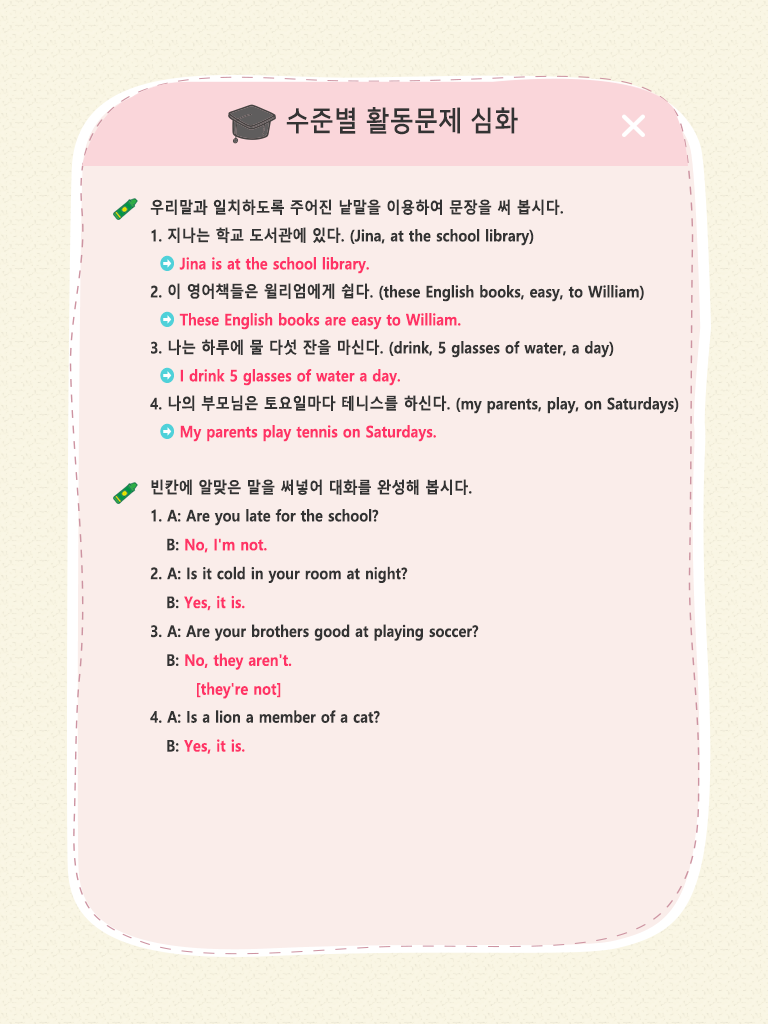 수준별 활동문제 심화
우리말과 일치하도록 주어진 낱말을 이용하여 문장을 써 봅시다.
1. 지나는 학교 도서관에 있다. (Jina, at the school library)
Jina is at the school library.
2. 이 영어책들은 윌리엄에게 쉽다. (these English books, easy, to William)
These English books are easy to William.
3. 나는 하루에 물 다섯 잔을 마신다. (drink, 5 glasses of water, a day)
I drink 5 glasses of water a day.
4. 나의 부모님은 토요일마다 테니스를 하신다. (my parents, play, on Saturdays)
My parents play tennis on Saturdays.
빈칸에 알맞은 말을 써넣어 대화를 완성해 봅시다.
1. A: Are you late for the school?
B: No, I'm not.
2. A: Is it cold in your room at night?
B: Yes, it is.
3. A: Are your brothers good at playing soccer?
B: No, they aren't.
[they're not]
4. A: Is a lion a member of a cat?
B: Yes, it is.